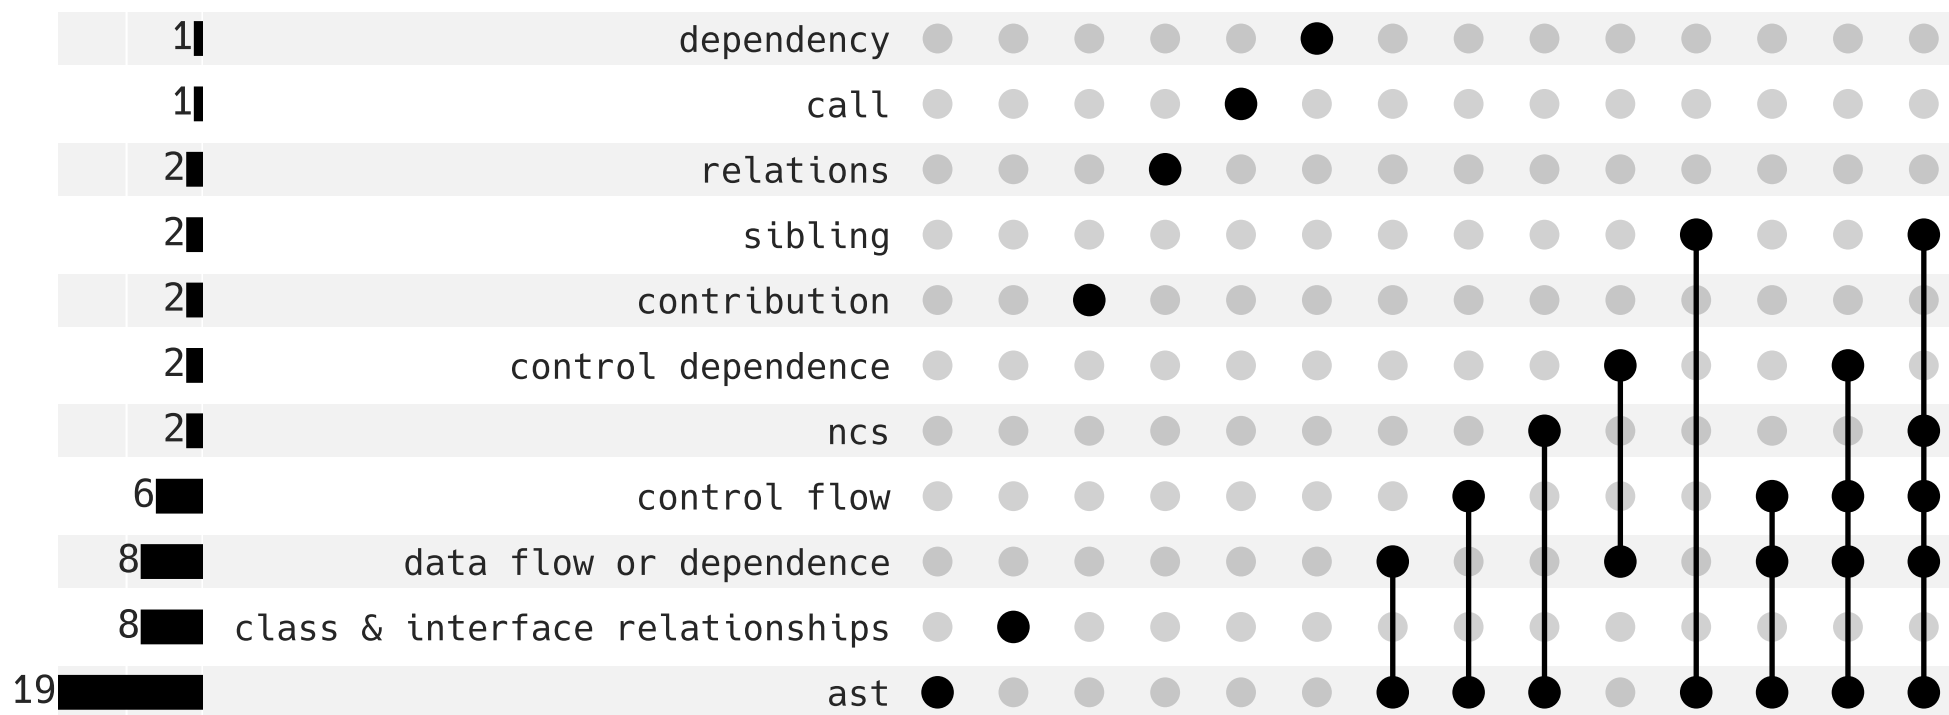 1 dependency
1 call
2 relations
2 sibling
2 contribution
2 control dependence
2 ncs
6 control flow
8 data flow or dependence
8 class & interface relationships
19 ast